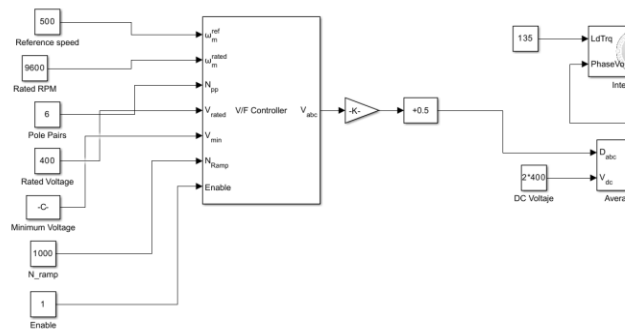 500
Reference speed
9600
Rated RPM
6
Pole Pairs
400
Rated Voltage
-C-
Minimum Voltage
1000
N_ramp
1
Enable
ω_m^ref
ω_m^rated
N_pp
V_rated
V_min
N_Ramp
Enable
V/F Controller
V_abc
-K-
+0.5
135
LdTrq
PhaseVo
Inte
2*400
DC Voltaje
D_abc
V_dc
Avera